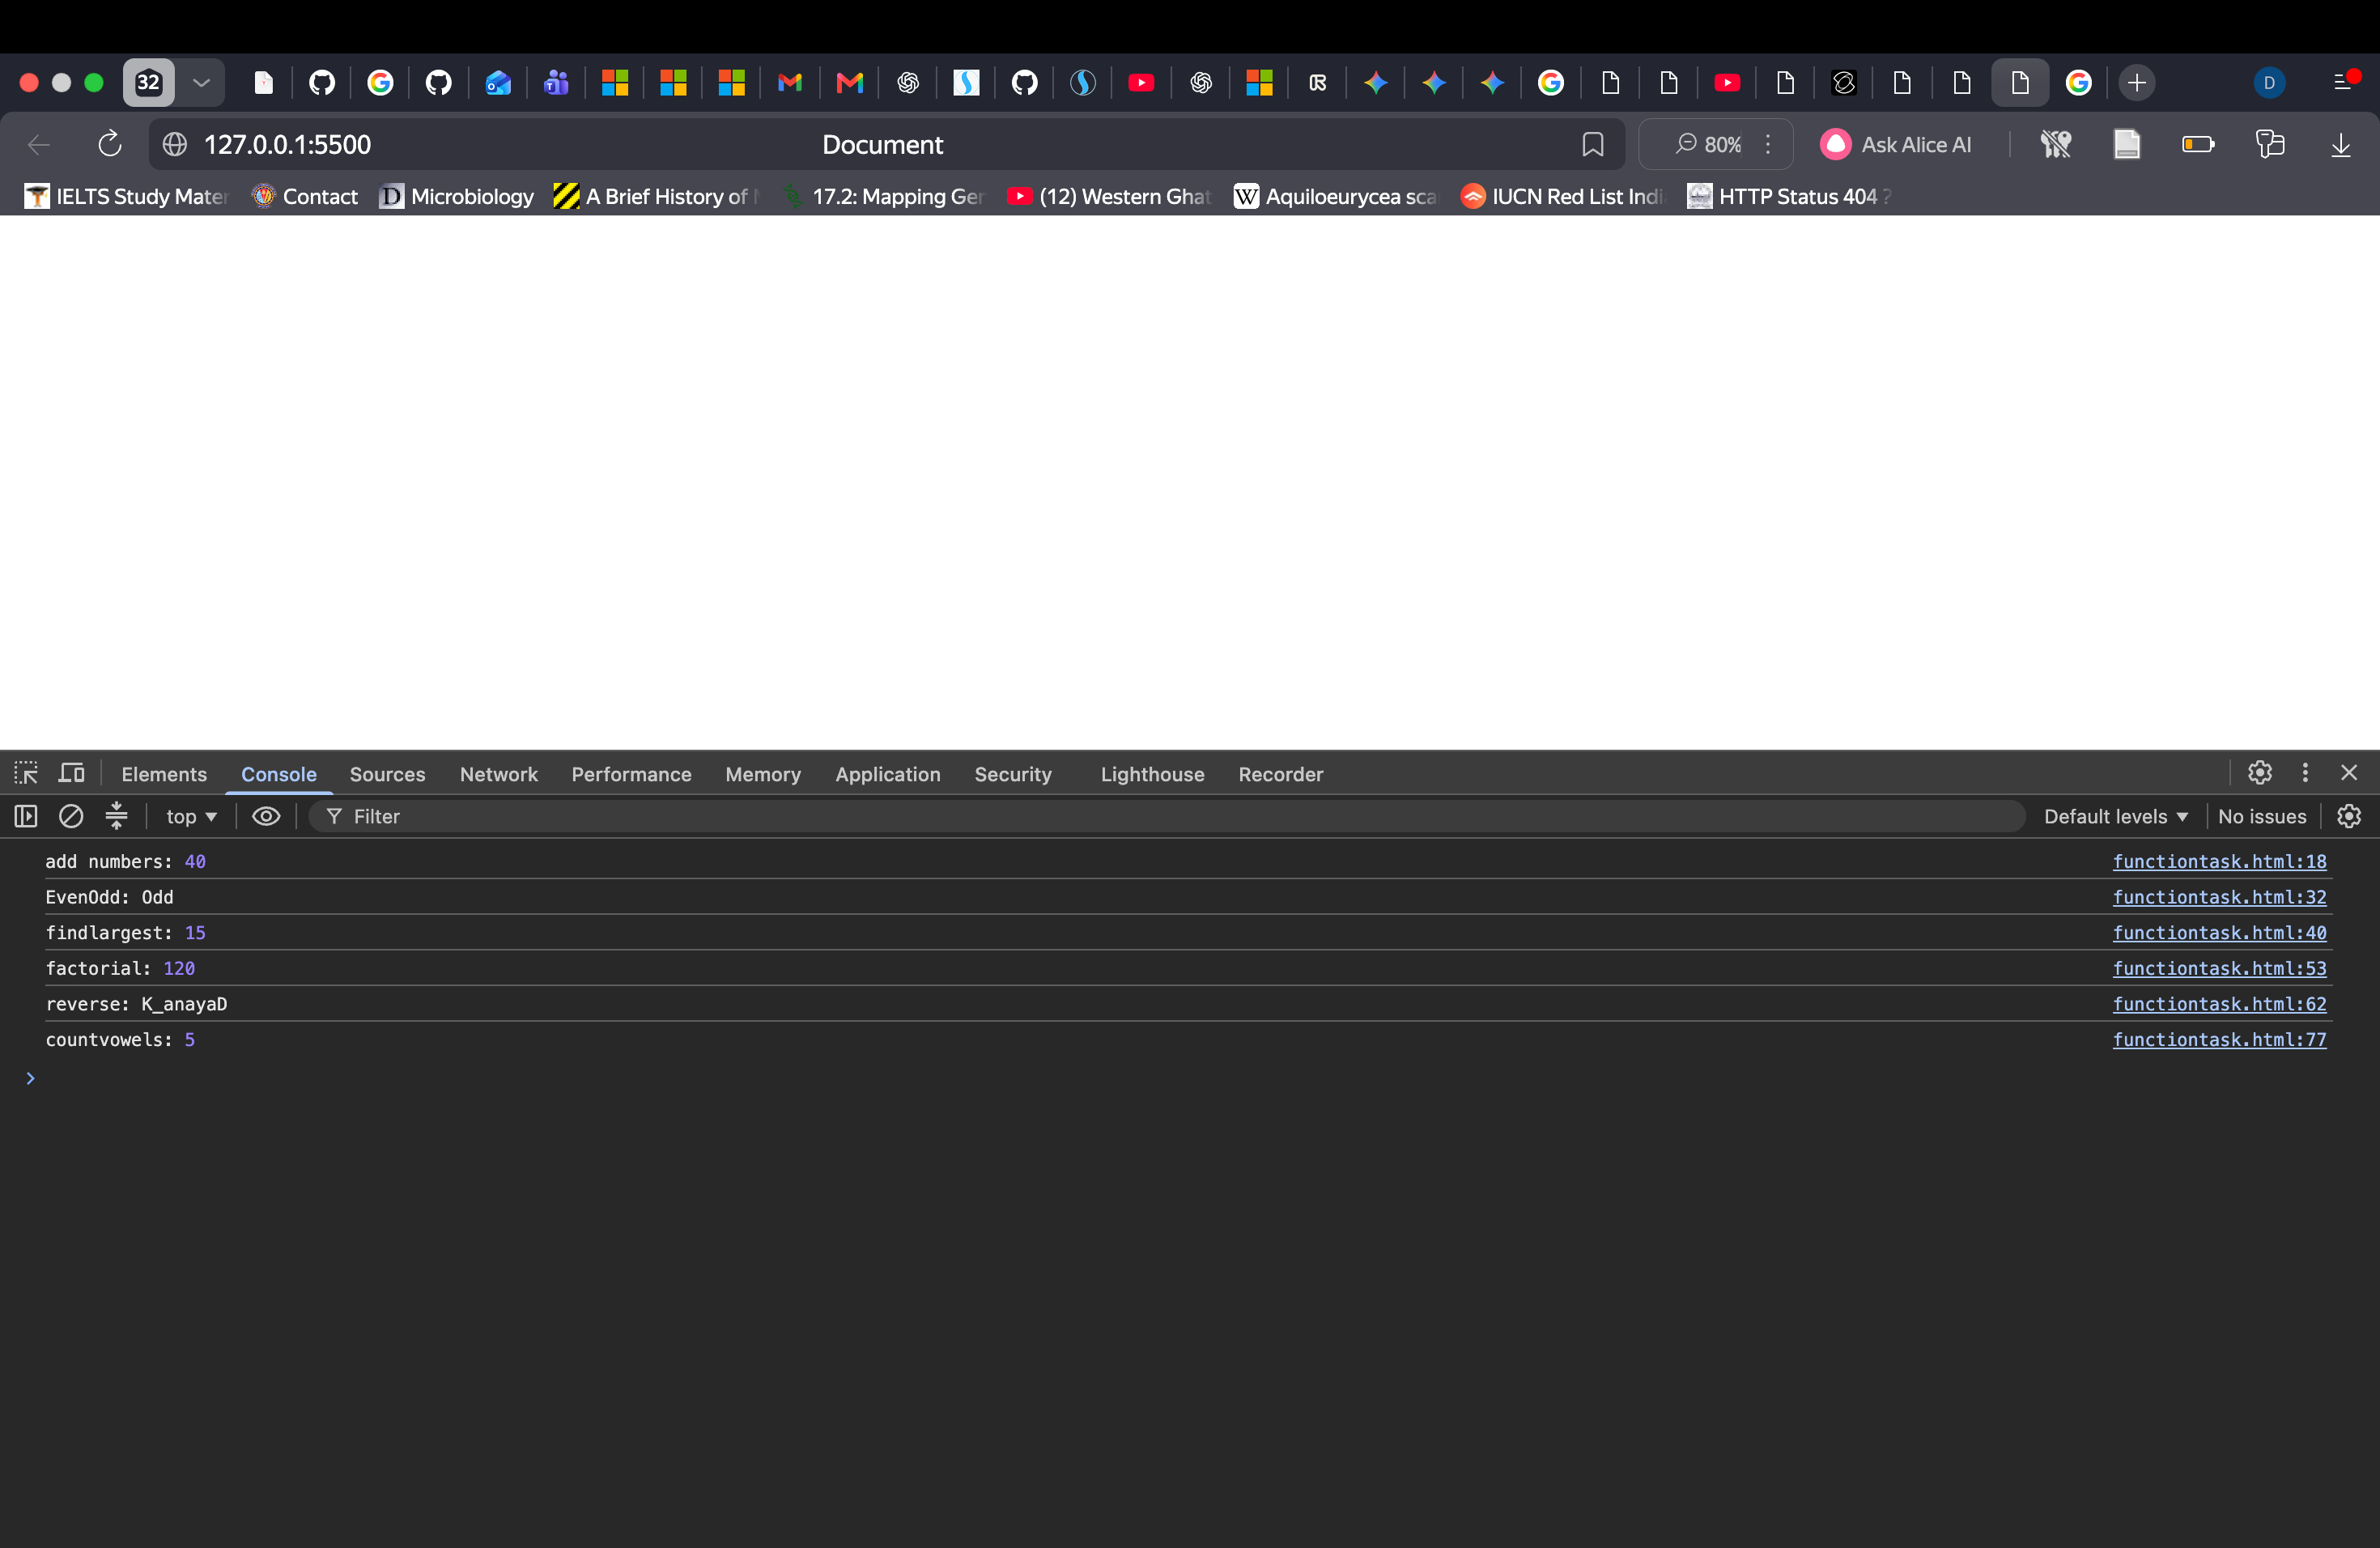 32
D
127.0.0.1:5500
Document
80%
Ask Alice AI
IELTS Study Mater
Contact
D Microbiology
A Brief History of
17.2: Mapping Ger
(12) Western Ghat
W Aquiloeurycea sca
IUCN Red List Indi
HTTP Status 404 ?
Elements
Console
Sources
Network
Performance
Memory
Application
Security
Lighthouse
Recorder
top
Filter
Default levels
No issues
add numbers: 40 functiontask.html:18
EvenOdd: Odd functiontask.html:32
findlargest: 15 functiontask.html:40
factorial: 120 functiontask.html:53
reverse: K_anayaD functiontask.html:62
countvowels: 5 functiontask.html:77